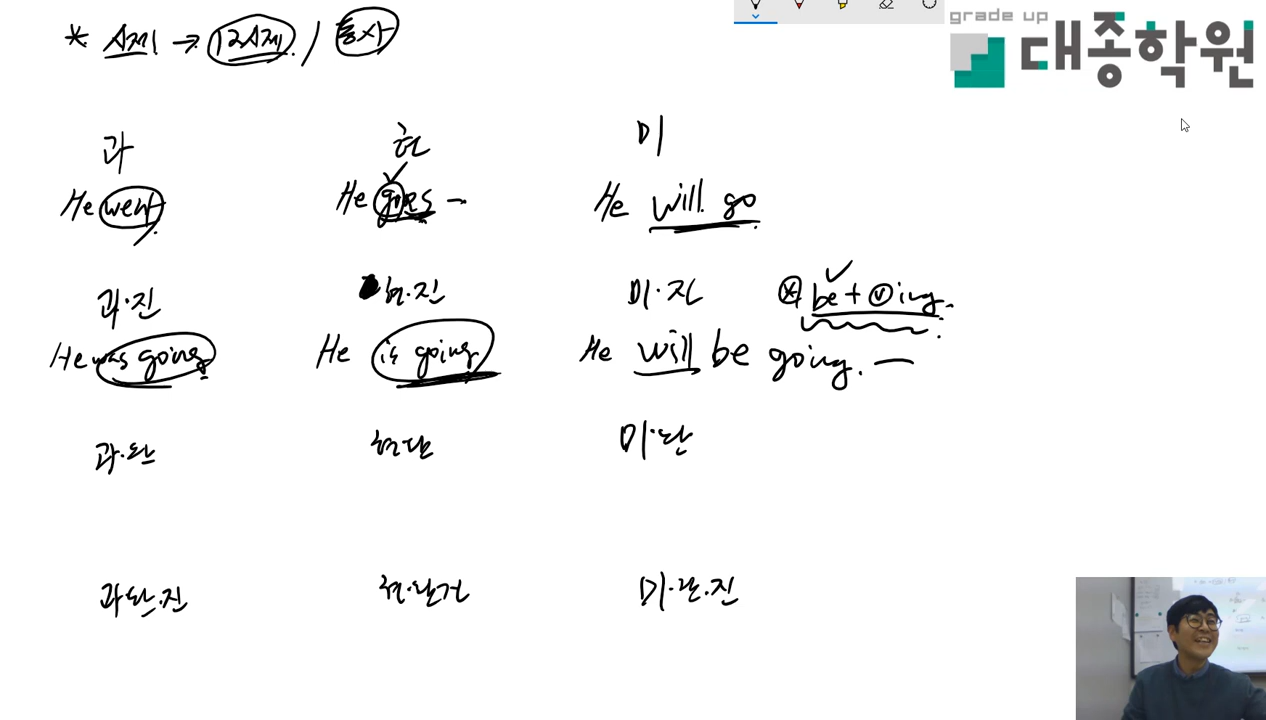 * 시제 → 12시제 / 동사
grade up
대종학원
과 현 미
He went He goes He will go
과·진 현·진 미·진 ⊛ be + ⓥing.
He was going He is going He will be going.
과·완 현·완 미·완
과·완·진 현·완·진 미·완·진